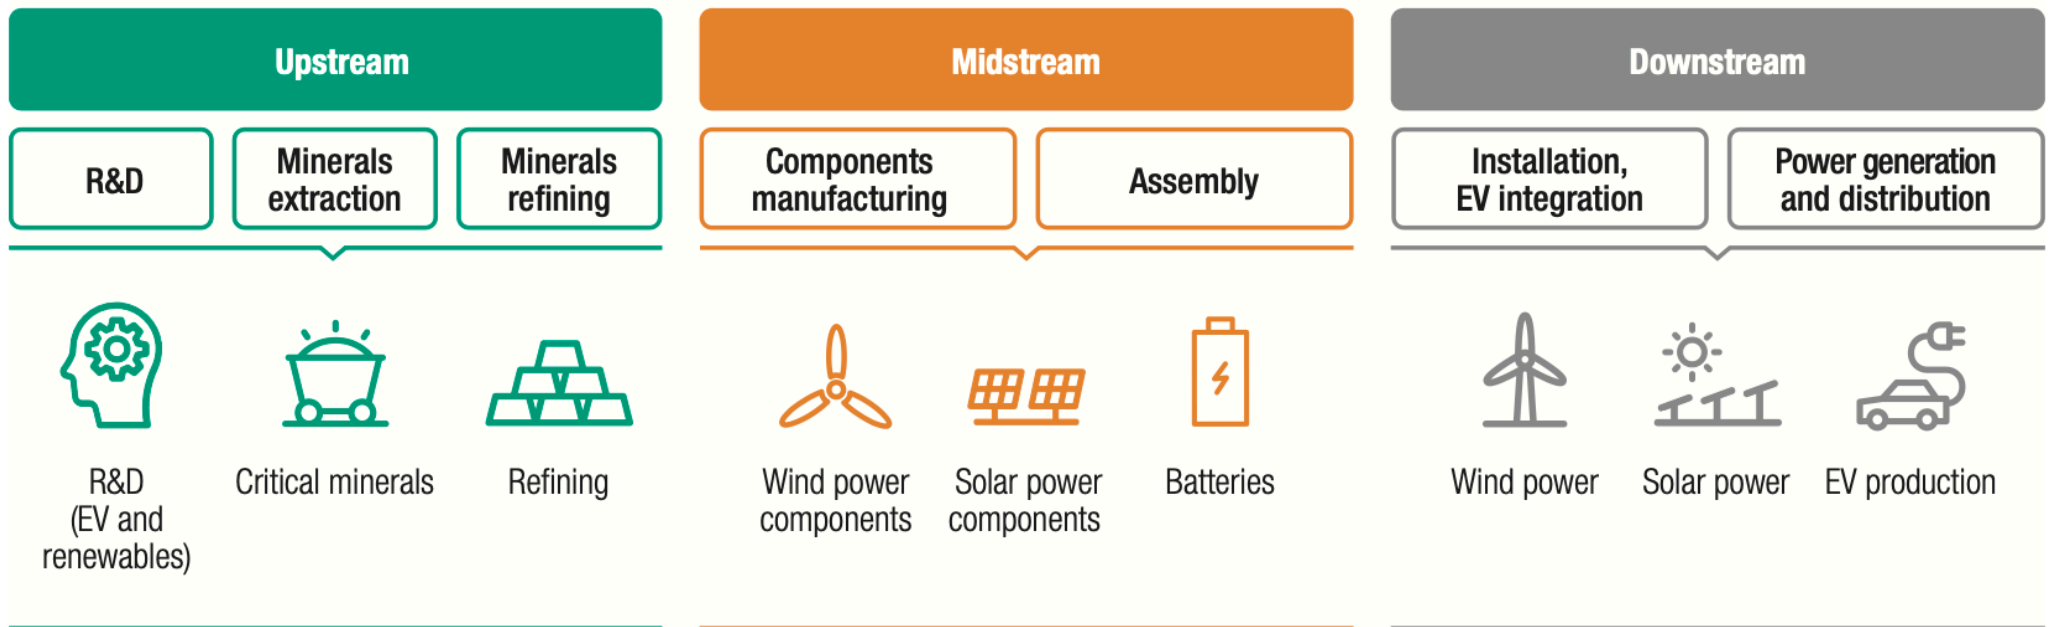 Upstream
Midstream
Downstream
R&D
Minerals
extraction
Minerals
refining
Components
manufacturing
Assembly
Installation,
EV integration
Power generation
and distribution
R&D
(EV and
renewables)
Critical minerals
Refining
Wind power
components
Solar power
components
Batteries
Wind power
Solar power
EV production